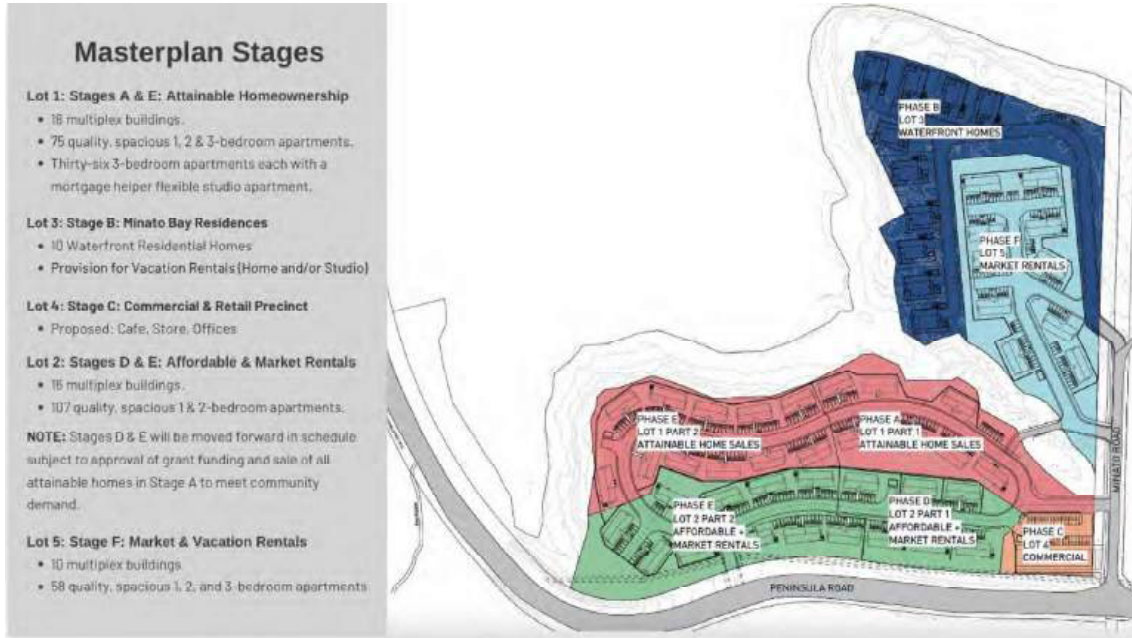 Masterplan Stages
Lot 1: Stages A & E: Attainable Homeownership
• 16 multiplex buildings.
• 75 quality, spacious 1, 2 & 3-bedroom apartments.
• Thirty-six 3-bedroom apartments each with a
mortgage helper flexible studio apartment.
Lot 3: Stage B: Minato Bay Residences
• 10 Waterfront Residential Homes
• Provision for Vacation Rentals (Home and/or Studio)
Lot 4: Stage C: Commercial & Retail Precinct
• Proposed: Cafe, Store, Offices
Lot 2: Stages D & E: Affordable & Market Rentals
• 16 multiplex buildings.
• 107 quality, spacious 1 & 2-bedroom apartments.
NOTE: Stages D & E will be moved forward in schedule
subject to approval of grant funding and sale of all
attainable homes in Stage A to meet community
demand.
Lot 5: Stage F: Market & Vacation Rentals
• 10 multiplex buildings
• 58 quality, spacious 1, 2, and 3-bedroom apartments
PHASE B
LOT 3
WATERFRONT HOMES
PHASE F
LOT 5
MARKET RENTALS
PHASE E
LOT 1 PART 2
ATTAINABLE HOME SALES
PHASE A
LOT 1 PART 1
ATTAINABLE HOME SALES
PHASE E
LOT 2 PART 2
AFFORDABLE +
MARKET RENTALS
PHASE D
LOT 2 PART 1
AFFORDABLE +
MARKET RENTALS
PHASE C
LOT 4
COMMERCIAL
MINATO ROAD
PENINSULA ROAD